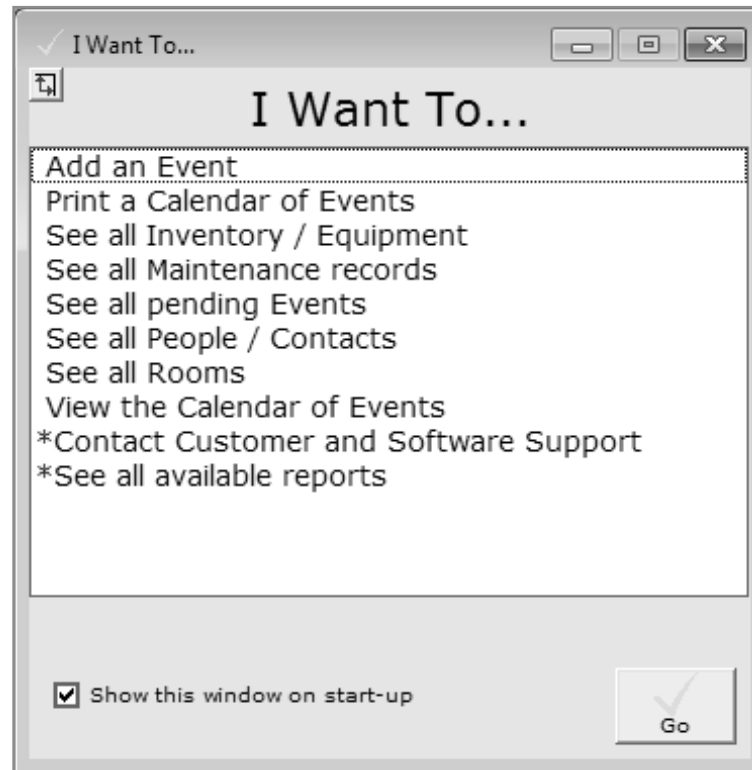 I Want To...
I Want To...
Add an Event
Print a Calendar of Events
See all Inventory / Equipment
See all Maintenance records
See all pending Events
See all People / Contacts
See all Rooms
View the Calendar of Events
*Contact Customer and Software Support
*See all available reports
Show this window on start-up
Go